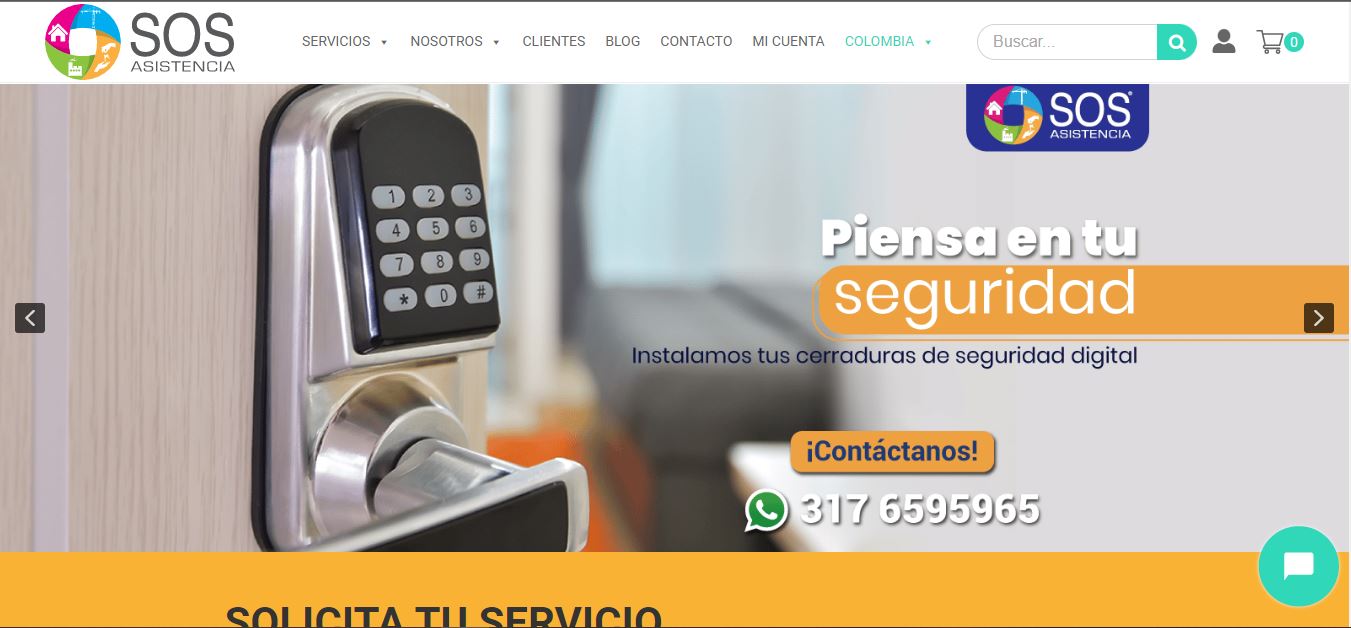 SOS
ASISTENCIA
SERVICIOS NOSOTROS CLIENTES BLOG CONTACTO MI CUENTA COLOMBIA
Buscar...
0
SOS
ASISTENCIA
1 2 3
4 5 6
7 8 9
* 0 #
Piensa en tu
seguridad
Instalamos tus cerraduras de seguridad digital
¡Contáctanos!
317 6595965
SOLICITA TU SERVICIO